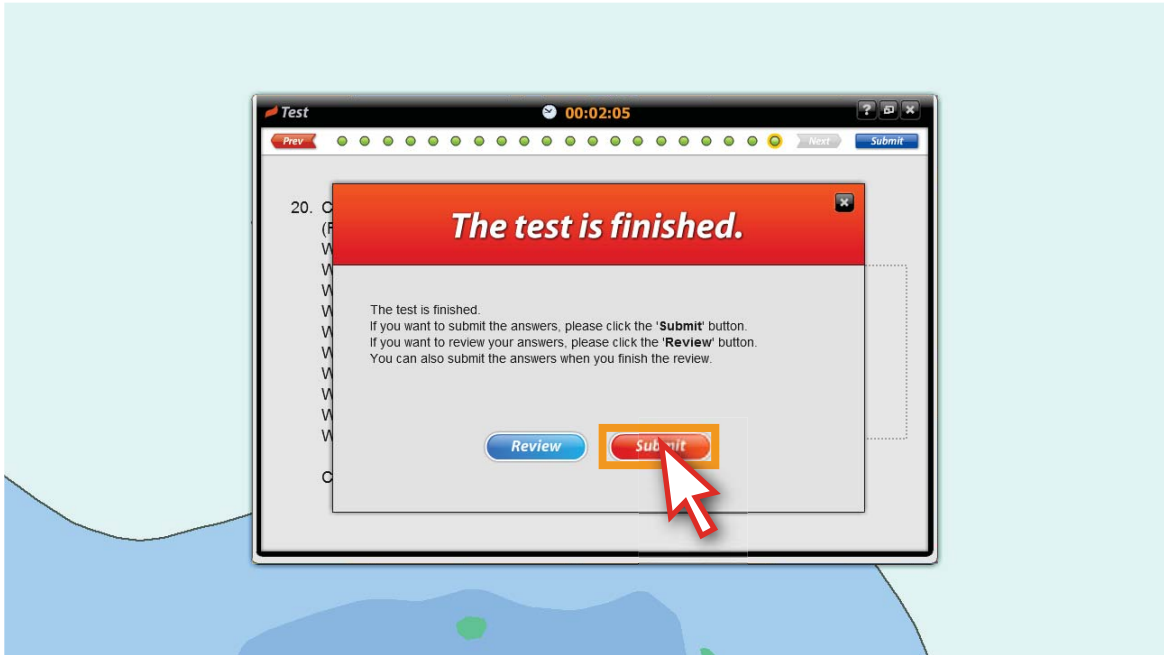 Test
00:02:05
?
Prev
Next
Submit
20. C
(F
W
W
W
W
W
W
W
W
W
W
C
The test is finished.
The test is finished.
If you want to submit the answers, please click the 'Submit' button.
If you want to review your answers, please click the 'Review' button.
You can also submit the answers when you finish the review.
Review
Submit